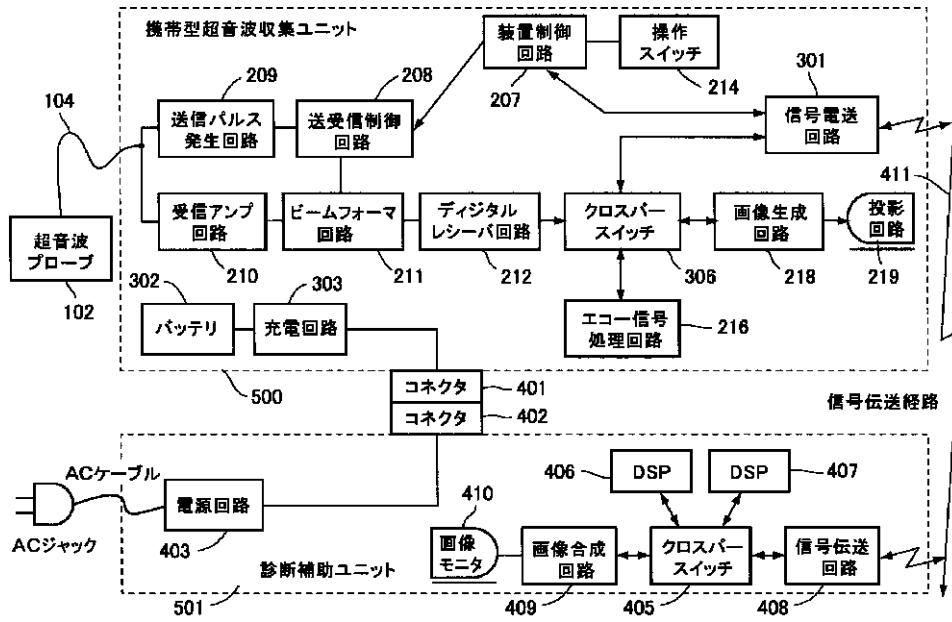 携帯型超音波収集ユニット
装置制御
回路
207
操作
スイッチ
214
301
信号電送
回路
209
送信パルス
発生回路
208
送受信制御
回路
104
411
超音波
プローブ
102
受信アンプ
回路
210
ビームフォーマ
回路
211
ディジタル
レシーバ回路
212
クロスバー
スイッチ
306
画像生成
回路
218
投影
回路
219
302
バッテリ
303
充電回路
エコー信号
処理回路
216
500
コネクタ
401
コネクタ
402
信号伝送経路
ACケーブル
ACジャック
電源回路
403
406
DSP
DSP
407
410
画像
モニタ
画像合成
回路
409
クロスバー
スイッチ
405
信号伝送
回路
408
診断補助ユニット
501